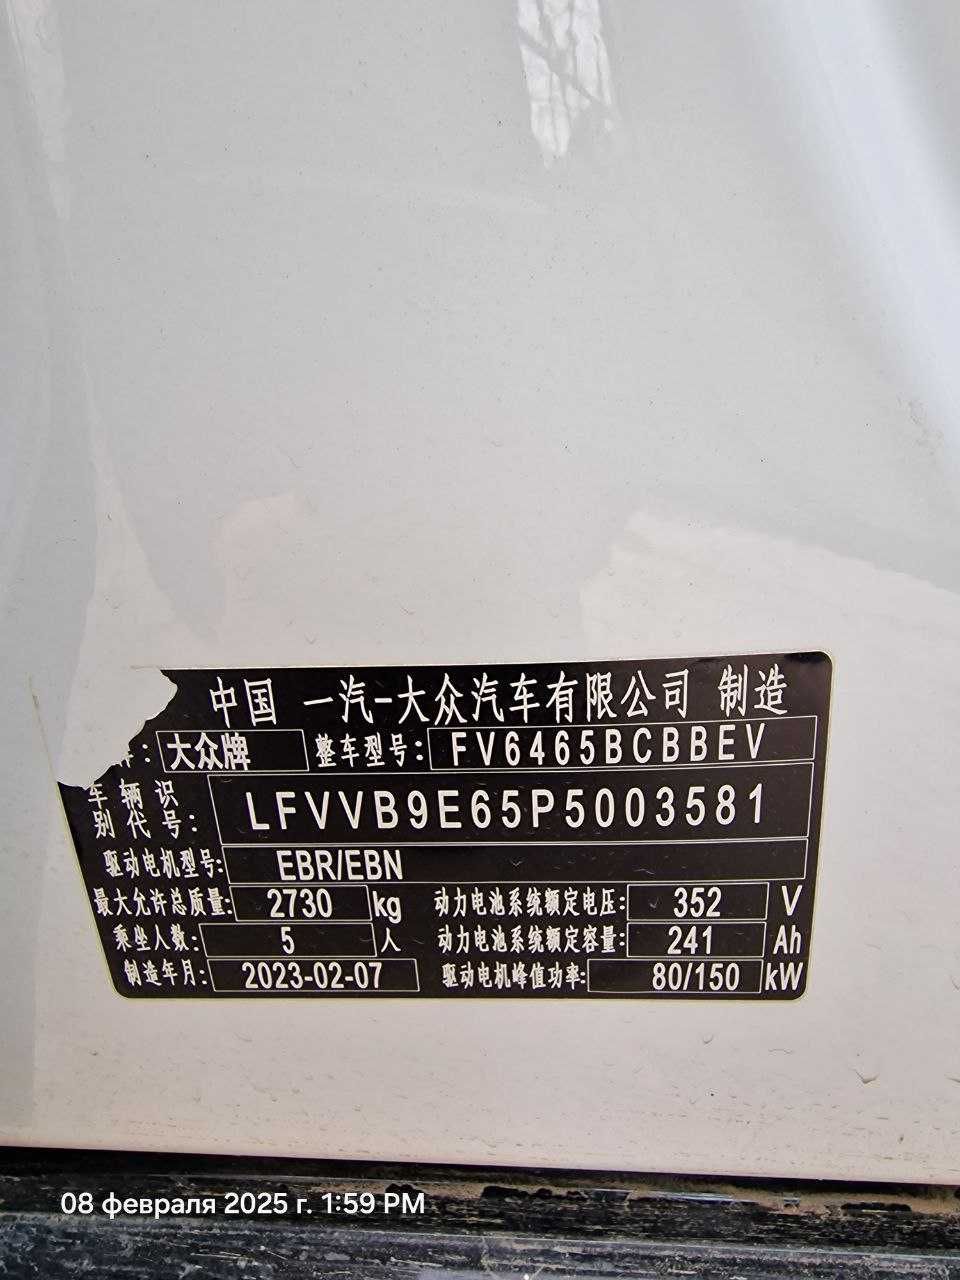 中国 一汽-大众汽车有限公司 制造
牌: 大众牌 整车型号: FV6465BCBBEV
车辆识
别代号: LFVVB9E65P5003581
驱动电机型号: EBR/EBN
最大允许总质量: 2730 kg 动力电池系统额定电压: 352 V
乘坐人数: 5 人 动力电池系统额定容量: 241 Ah
制造年月: 2023-02-07 驱动电机峰值功率: 80/150 kW
08 февраля 2025 г. 1:59 PM